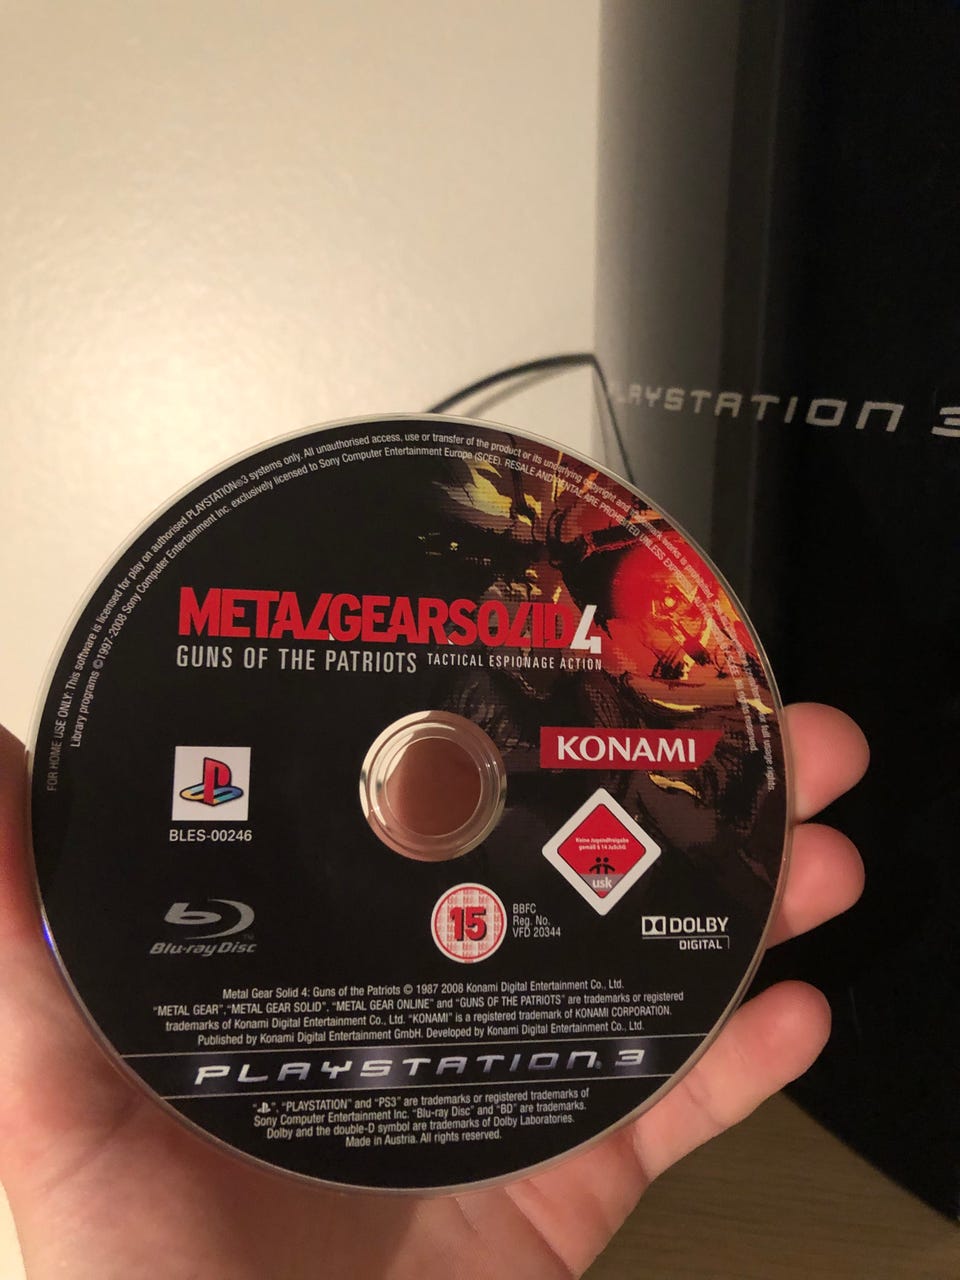 PLAYSTATION 3
FOR HOME USE ONLY: This software is licensed for play on authorised PLAYSTATION®3 systems only. All unauthorised access, use or transfer of the product or its underlying copyright and trademark works is prohibited.
Library programs ©1997-2008 Sony Computer Entertainment Inc. exclusively licensed to Sony Computer Entertainment Europe (SCEE). RESALE AND RENTAL ARE PROHIBITED UNLESS
full usage rights
METAL GEAR SOLID 4
GUNS OF THE PATRIOTS TACTICAL ESPIONAGE ACTION
KONAMI
BLES-00246
Keine Jugendfreigabe
gemäß § 14 JuSchG
usk
Blu-ray Disc™
15
BBFC
Reg. No.
VFD 20344
DOLBY
DIGITAL
Metal Gear Solid 4: Guns of the Patriots © 1987 2008 Konami Digital Entertainment Co., Ltd.
"METAL GEAR", "METAL GEAR SOLID", "METAL GEAR ONLINE" and "GUNS OF THE PATRIOTS" are trademarks or registered
trademarks of Konami Digital Entertainment Co., Ltd. "KONAMI" is a registered trademark of KONAMI CORPORATION.
Published by Konami Digital Entertainment GmbH. Developed by Konami Digital Entertainment Co., Ltd.
PLAYSTATION®3
" ", "PLAYSTATION" and "PS3" are trademarks or registered trademarks of
Sony Computer Entertainment Inc. "Blu-ray Disc" and "BD" are trademarks.
Dolby and the double-D symbol are trademarks of Dolby Laboratories.
Made in Austria. All rights reserved.